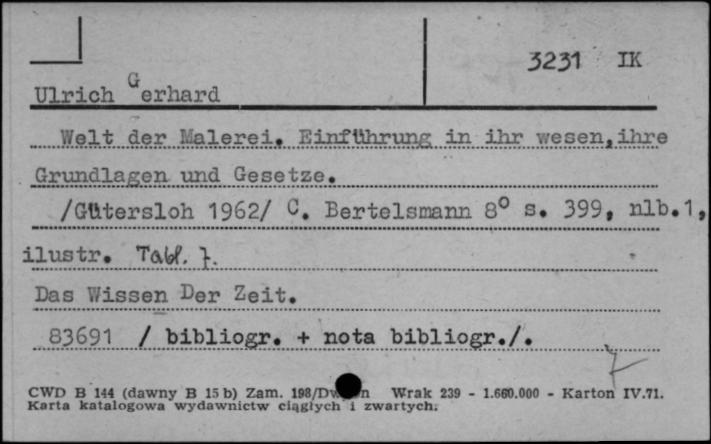 3231 IK
Ulrich Gerhard
Welt der Malerei. Einführung in ihr wesen,ihre
Grundlagen und Gesetze.
/Gütersloh 1962/ C. Bertelsmann 8° s. 399, nlb.1,
ilustr. Tabl. 7.
Das Wissen Der Zeit.
83691 / bibliogr. + nota bibliogr./.
CWD B 144 (dawny B 15 b) Zam. 198/ Wrak 239 - 1.660.000 - Karton IV.71.
Karta katalogowa wydawnictw ciągłych i zwartych.